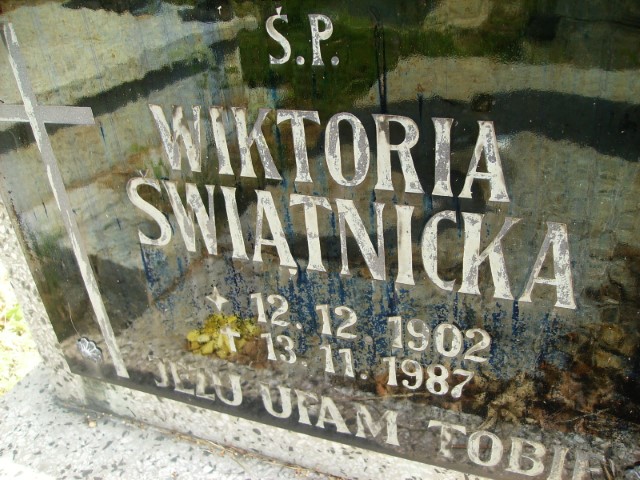 Ś.P.
WIKTORIA
ŚWIĄTNICKA
12. 12. 1902
13. 11. 1987
JEZU UFAM TOBIE